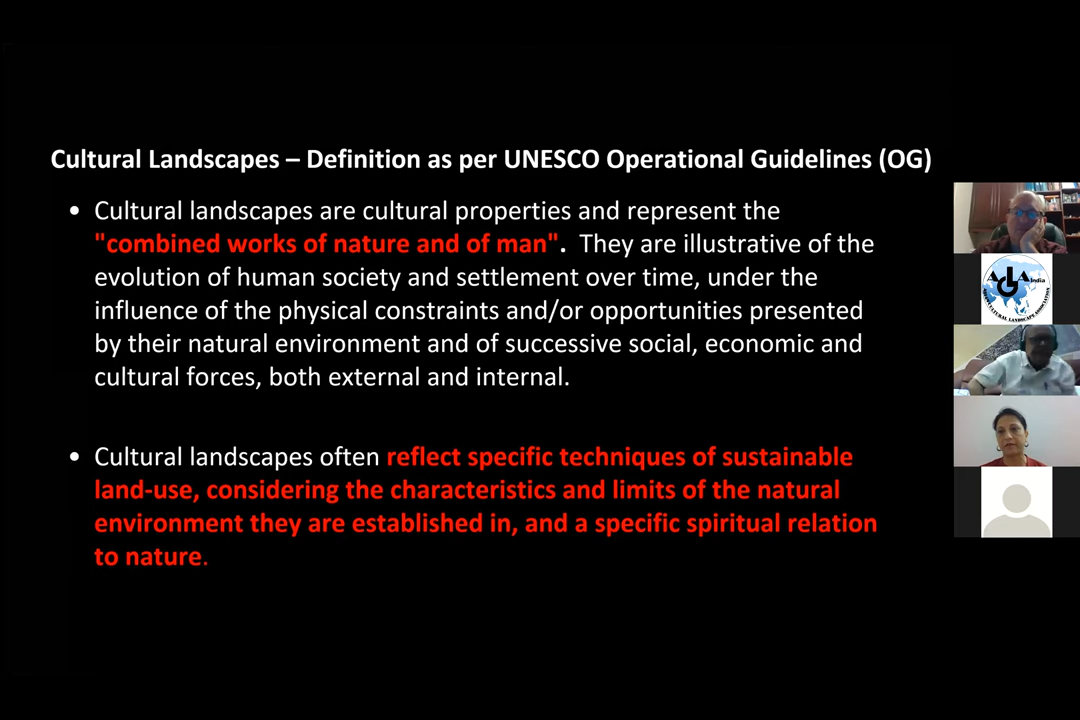 Cultural Landscapes – Definition as per UNESCO Operational Guidelines (OG)
• Cultural landscapes are cultural properties and represent the
"combined works of nature and of man". They are illustrative of the
evolution of human society and settlement over time, under the
influence of the physical constraints and/or opportunities presented
by their natural environment and of successive social, economic and
cultural forces, both external and internal.
• Cultural landscapes often reflect specific techniques of sustainable
land-use, considering the characteristics and limits of the natural
environment they are established in, and a specific spiritual relation
to nature.
India